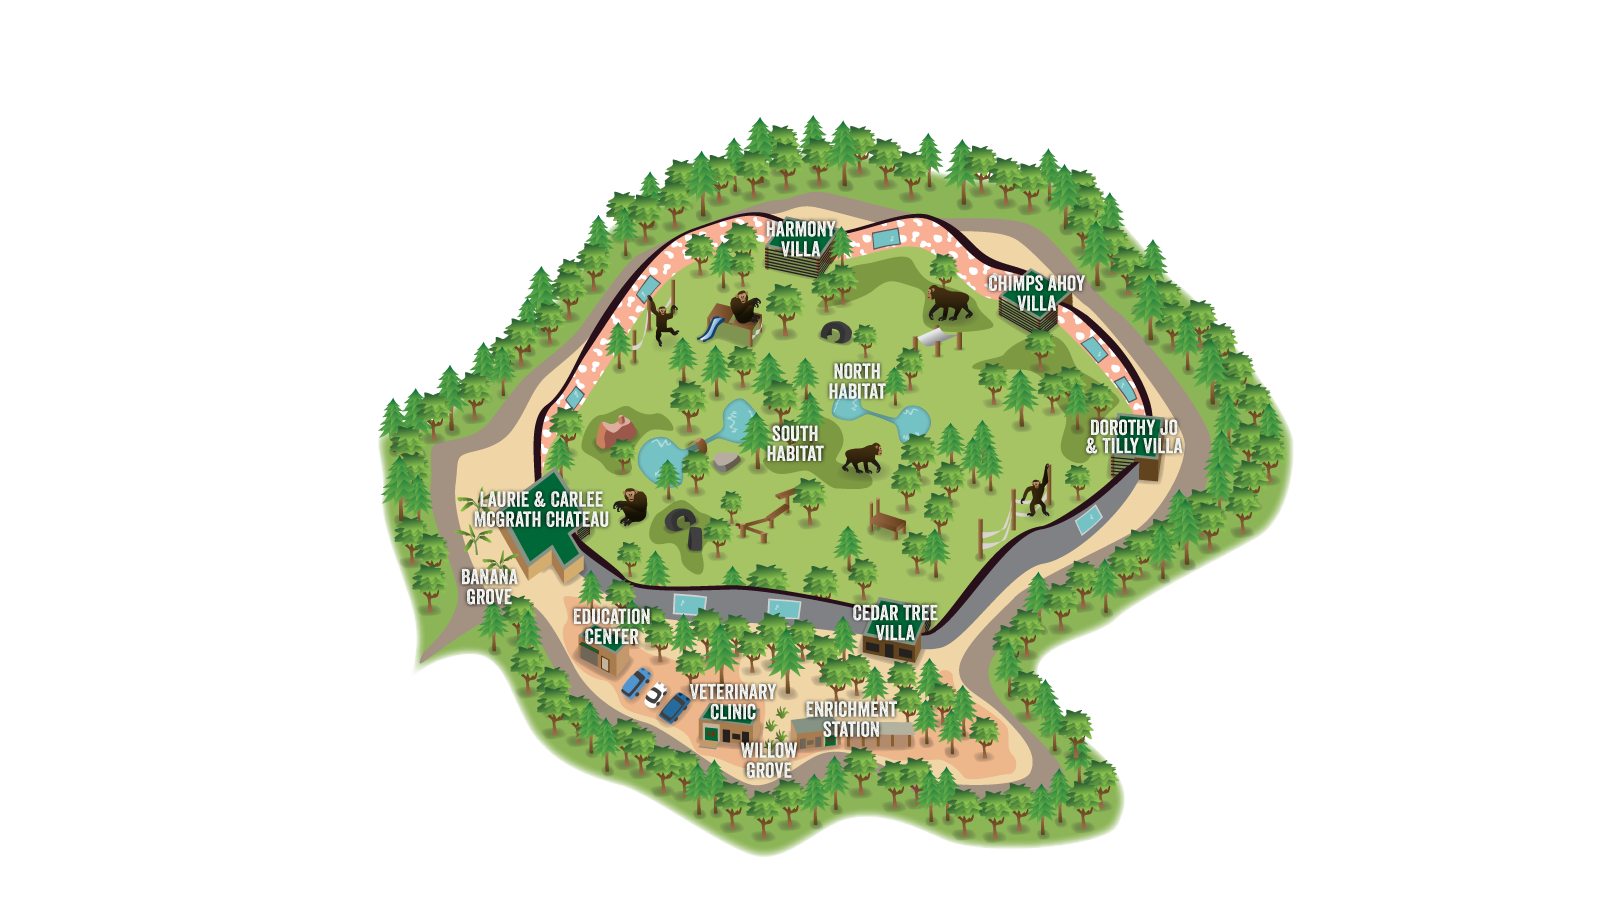 HARMONY
VILLA
CHIMPS AHOY
VILLA
NORTH
HABITAT
SOUTH
HABITAT
DOROTHY JO
& TILLY VILLA
LAURIE & CARLEE
MCGRATH CHATEAU
BANANA
GROVE
EDUCATION
CENTER
CEDAR TREE
VILLA
VETERINARY
CLINIC
ENRICHMENT
STATION
WILLOW
GROVE